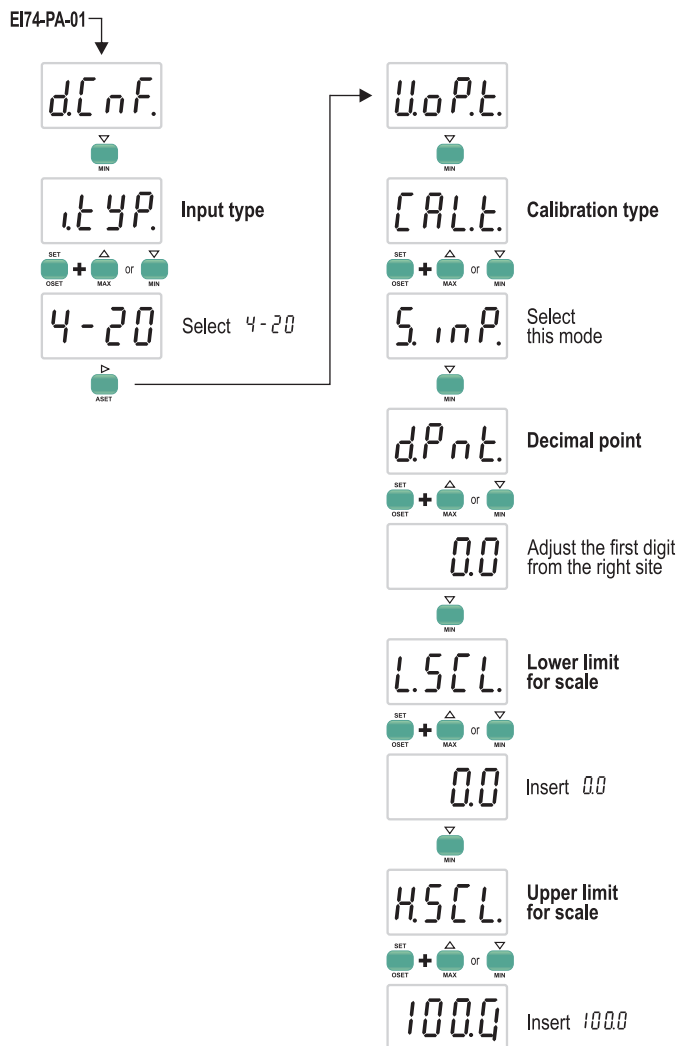 EI74-PA-01
d.CnF.
MIN
i.tYP.
Input type
SET
OSET
+
MAX
or
MIN
4-20
Select 4-20
ASET
U.oP.t.
MIN
CAL.t.
Calibration type
SET
OSET
+
MAX
or
MIN
S.inP.
Select
this mode
MIN
d.Pnt.
Decimal point
SET
OSET
+
MAX
or
MIN
0.0
Adjust the first digit
from the right site
MIN
L.SCL.
Lower limit
for scale
SET
OSET
+
MAX
or
MIN
0.0
Insert 0.0
MIN
H.SCL.
Upper limit
for scale
SET
OSET
+
MAX
or
MIN
Insert 100.0